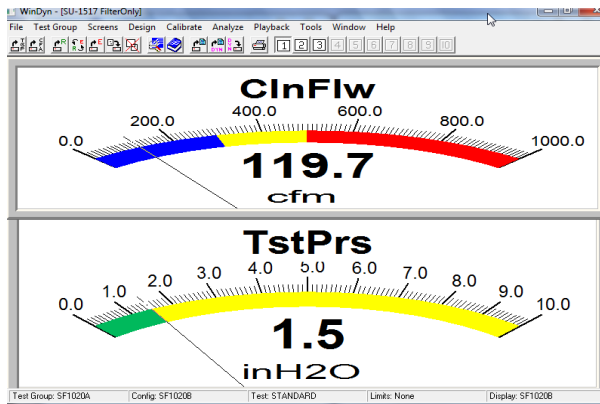 WinDyn - [SU-1517 FilterOnly]
File Test Group Screens Design Calibrate Analyze Playback Tools Window Help
1 2 3 4 5 6 7 8 9 10
ClnFlw
0.0 200.0 400.0 600.0 800.0 1000.0
119.7
cfm
TstPrs
0.0 1.0 2.0 3.0 4.0 5.0 6.0 7.0 8.0 9.0 10.0
1.5
inH2O
Test Group: SF1020A Config: SF1020B Test: STANDARD Limits: None Display: SF1020B